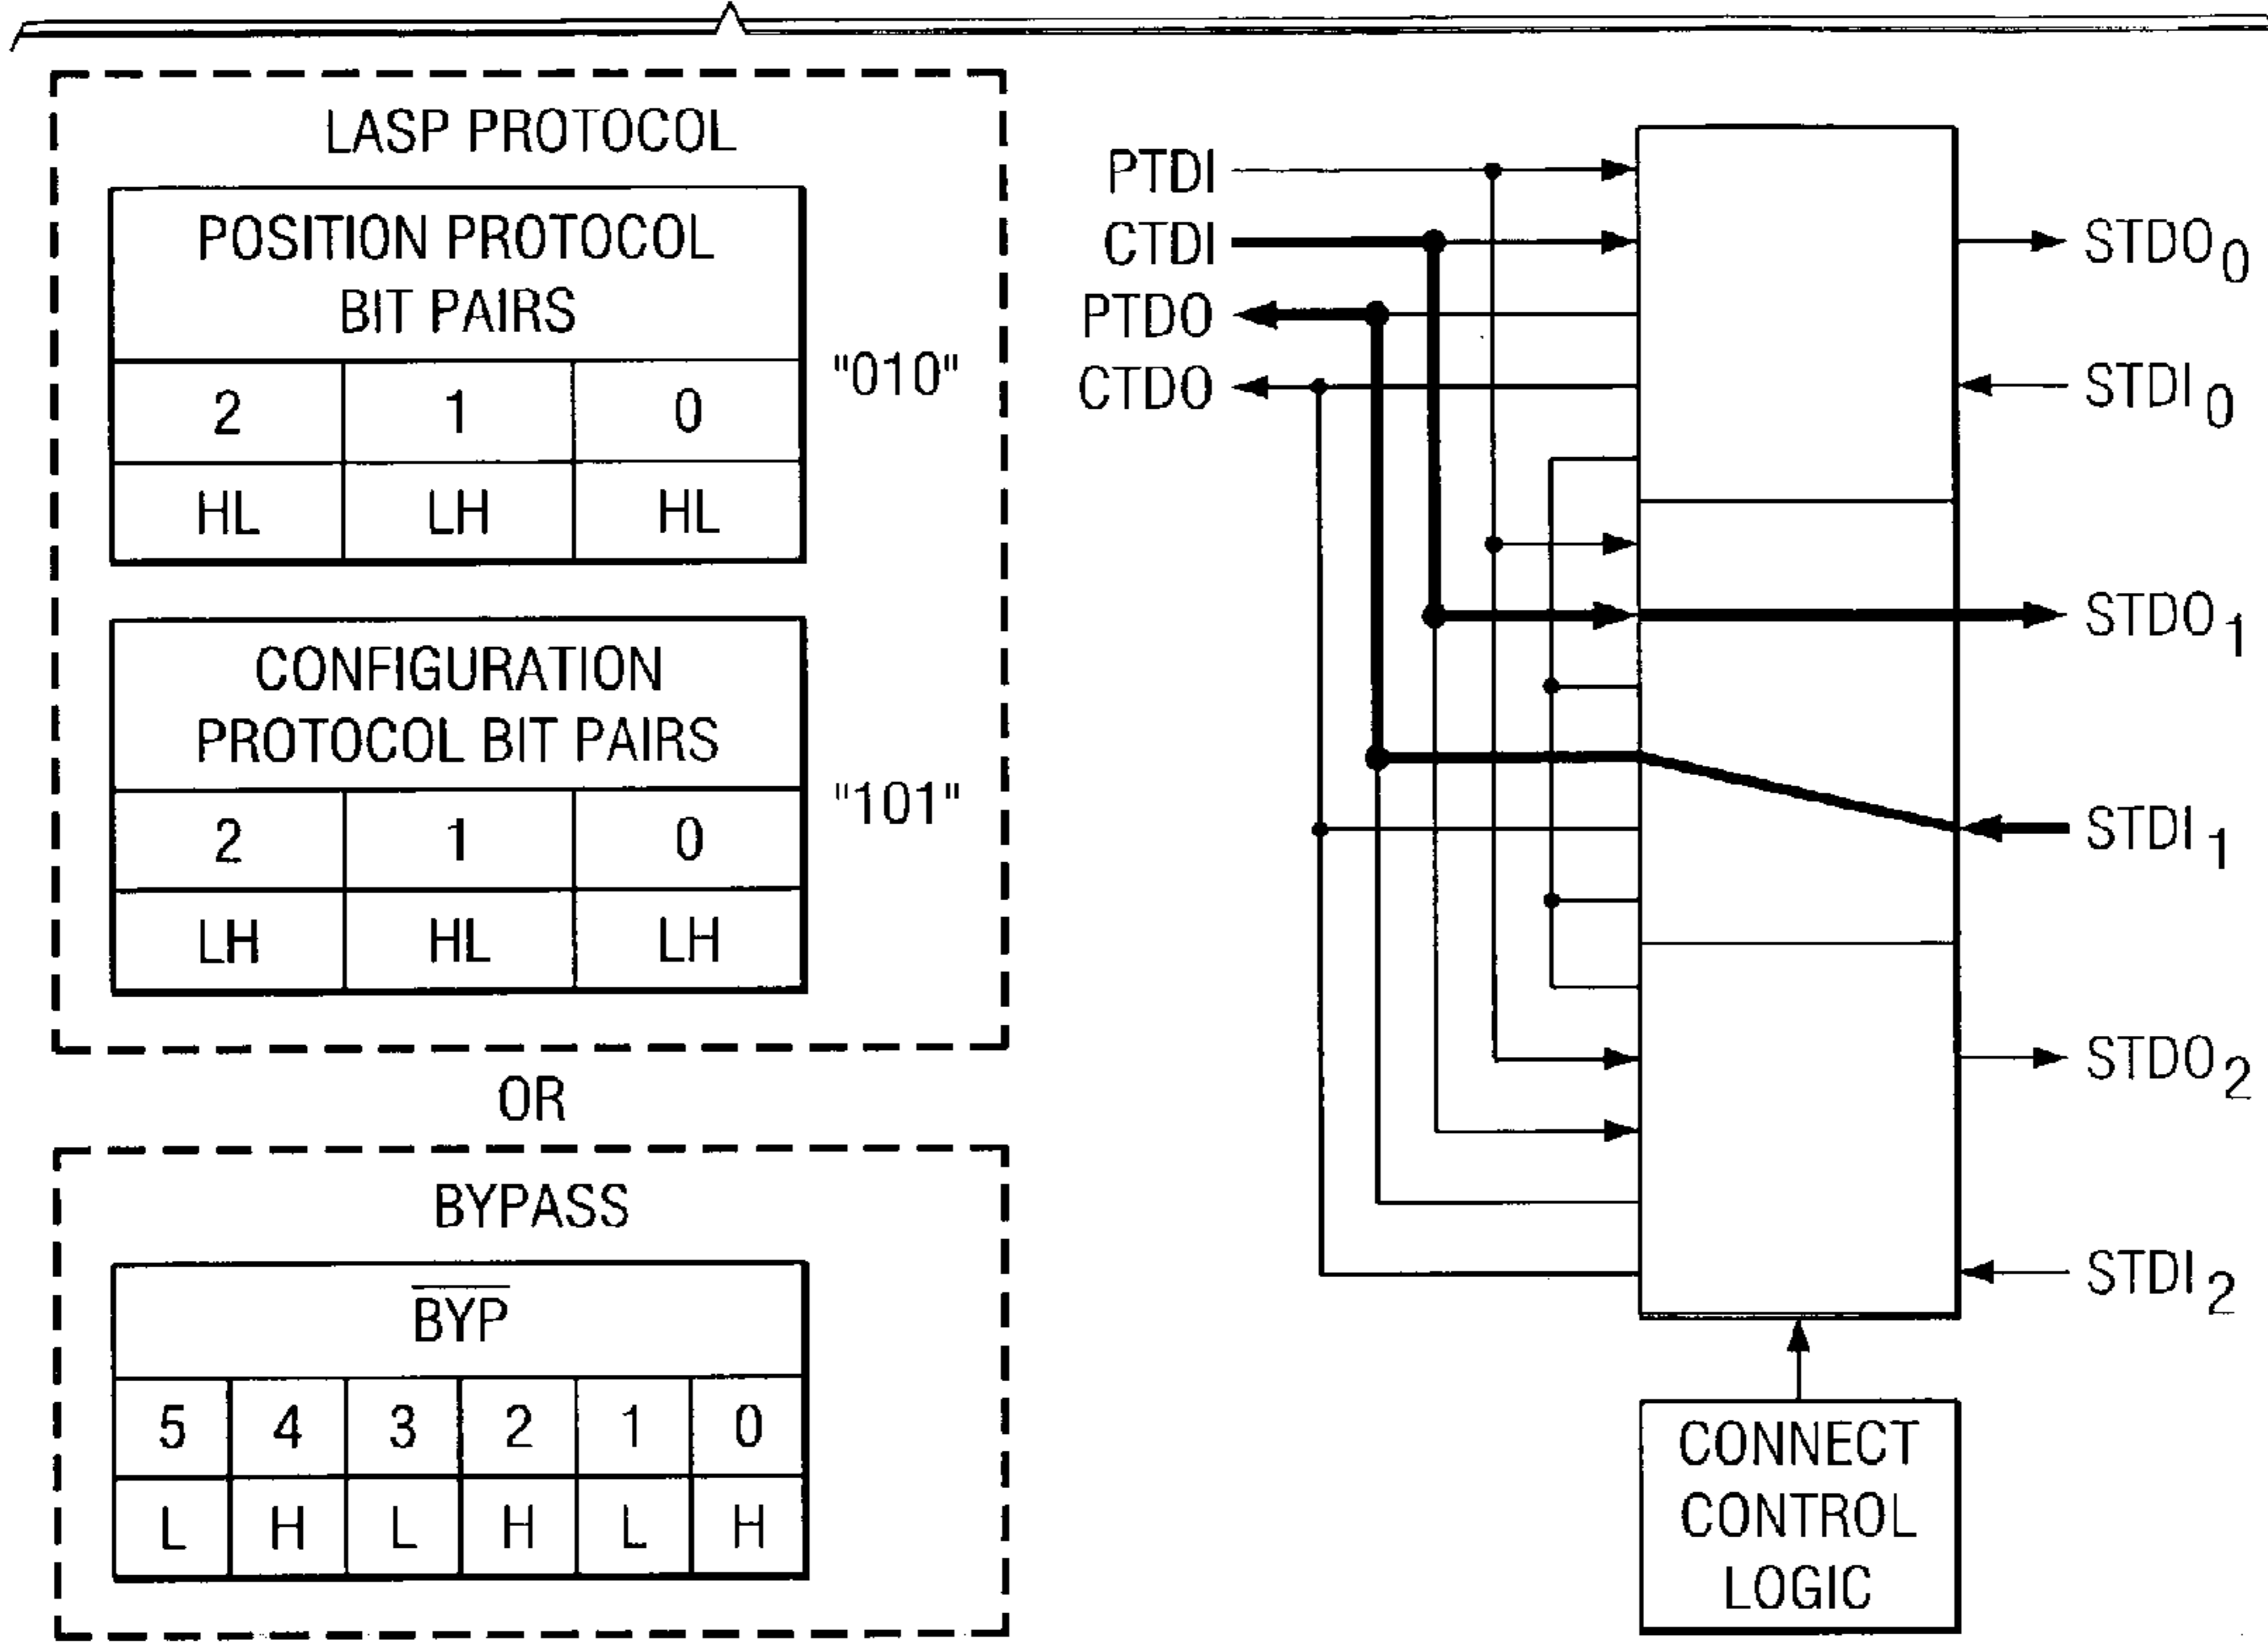 LASP PROTOCOL
POSITION PROTOCOL
BIT PAIRS
2 1 0
HL LH HL
"010"
CONFIGURATION
PROTOCOL BIT PAIRS
2 1 0
LH HL LH
"101"
OR
BYPASS
B̅Y̅P̅
5 4 3 2 1 0
L H L H L H
PTDI
CTDI
PTDO
CTDO
STDO0
STDI0
STDO1
STDI1
STDO2
STDI2
CONNECT
CONTROL
LOGIC